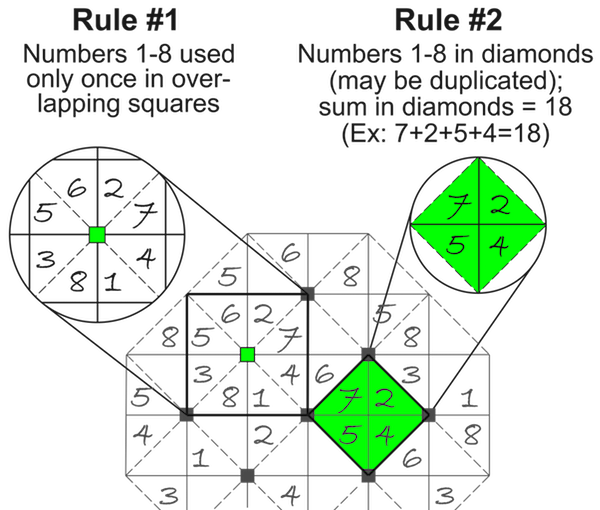 Rule #1
Numbers 1-8 used
only once in over-
lapping squares
Rule #2
Numbers 1-8 in diamonds
(may be duplicated);
sum in diamonds = 18
(Ex: 7+2+5+4=18)
6 2
5 7
3 4
8 1
7 2
5 4
6
5 8
6 2 5
8 5 7 8
3 4 6 3
5 8 1 7 2 1
4 2 5 4 8
1 6
3 4 3